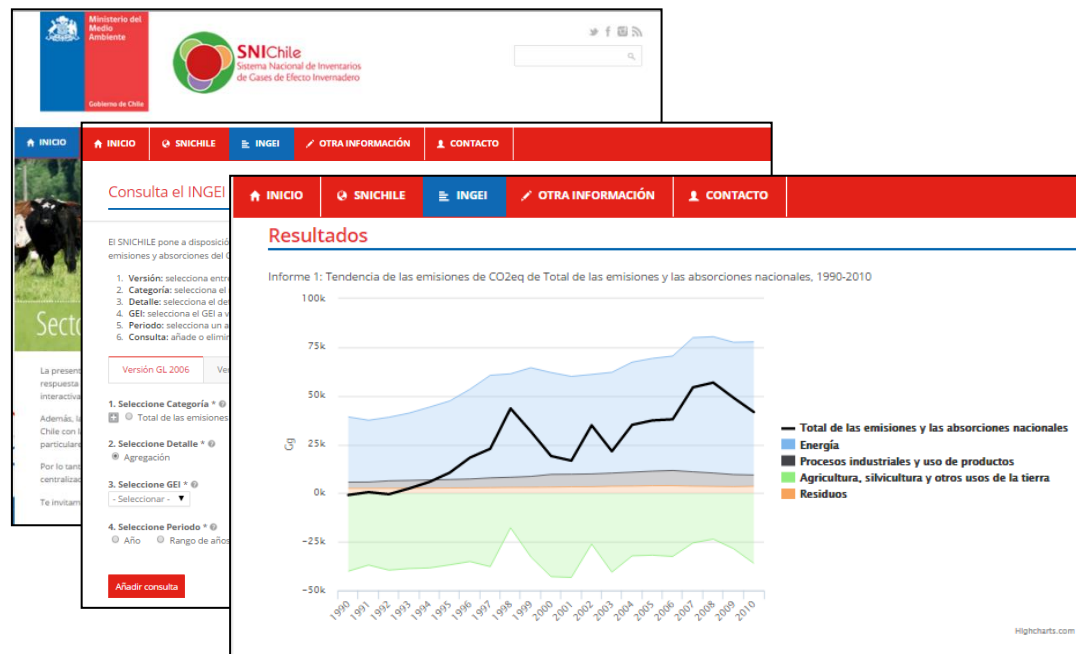 Ministerio del
Medio
Ambiente
Gobierno de Chile
SNIChile
Sistema Nacional de Inventarios
de Gases de Efecto Invernadero
INICIO
Secto
La present
respuesta
interactiva
Además, la
Chile con l
particulare
Por lo tant
centralizad
Te invitam
INICIO
SNICHILE
INGEI
OTRA INFORMACIÓN
CONTACTO
Consulta el INGEI
El SNICHILE pone a disposició
emisiones y absorciones del
1. Versión: selecciona entre
2. Categoría: selecciona el
3. Detalle: selecciona el det
4. GEI: selecciona el GEI a v
5. Periodo: selecciona un a
6. Consulta: añade o elimin
Versión GL 2006
Ve
1. Seleccione Categoría *
Total de las emisiones
2. Seleccione Detalle *
Agregación
3. Seleccione GEI *
- Seleccionar -
4. Seleccione Periodo *
Año
Rango de años
Añadir consulta
INICIO
SNICHILE
INGEI
OTRA INFORMACIÓN
CONTACTO
Resultados
Informe 1: Tendencia de las emisiones de CO2eq de Total de las emisiones y las absorciones nacionales, 1990-2010
100k
75k
50k
25k
0k
−25k
−50k
Gg
1990 1991 1992 1993 1994 1995 1996 1997 1998 1999 2000 2001 2002 2003 2004 2005 2006 2007 2008 2009 2010
Total de las emisiones y las absorciones nacionales
Energía
Procesos industriales y uso de productos
Agricultura, silvicultura y otros usos de la tierra
Residuos
Highcharts.com